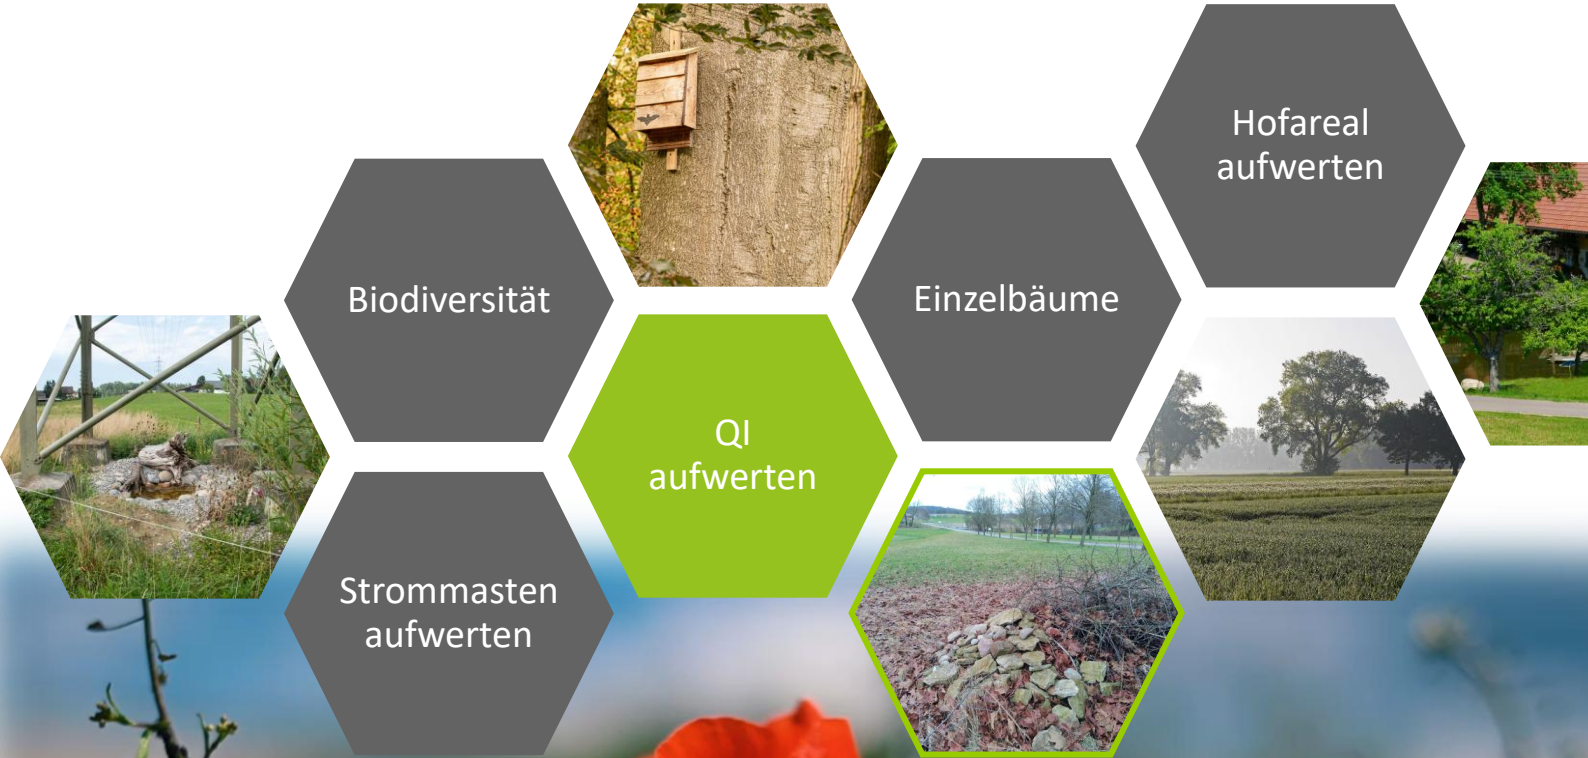 Hofareal
aufwerten
Biodiversität
Einzelbäume
QI
aufwerten
Strommasten
aufwerten